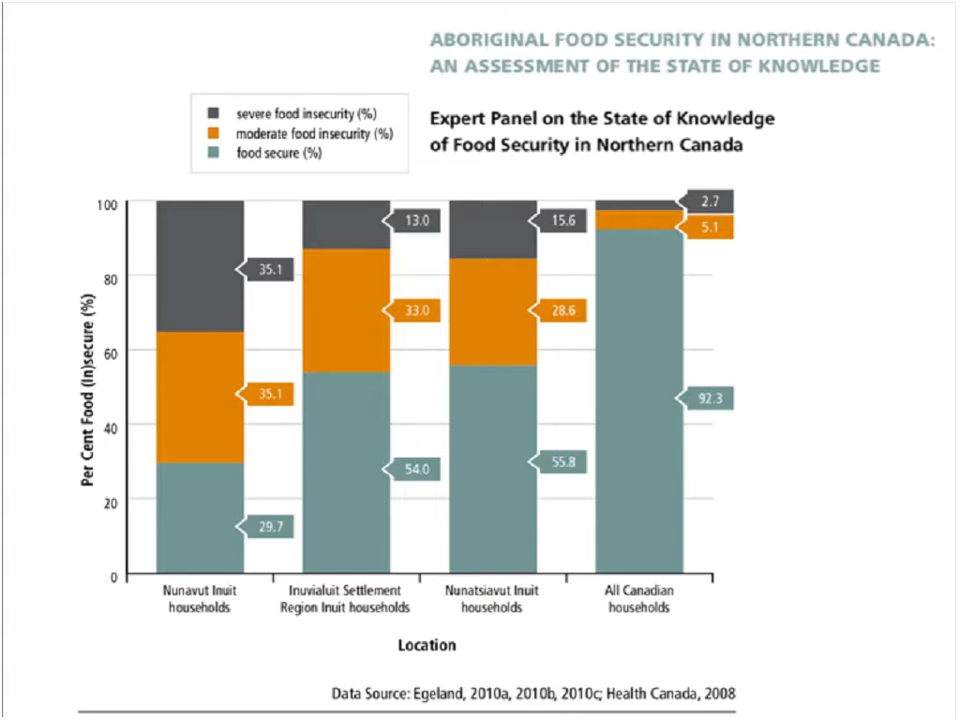 ABORIGINAL FOOD SECURITY IN NORTHERN CANADA:
AN ASSESSMENT OF THE STATE OF KNOWLEDGE
severe food insecurity (%)
moderate food insecurity (%)
food secure (%)
Expert Panel on the State of Knowledge
of Food Security in Northern Canada
Per Cent Food (In)secure (%)
100
80
60
40
20
0
35.1
35.1
29.7
13.0
33.0
54.0
15.6
28.6
55.8
2.7
5.1
92.3
Nunavut Inuit
households
Inuvialuit Settlement
Region Inuit households
Nunatsiavut Inuit
households
All Canadian
households
Location
Data Source: Egeland, 2010a, 2010b, 2010c; Health Canada, 2008